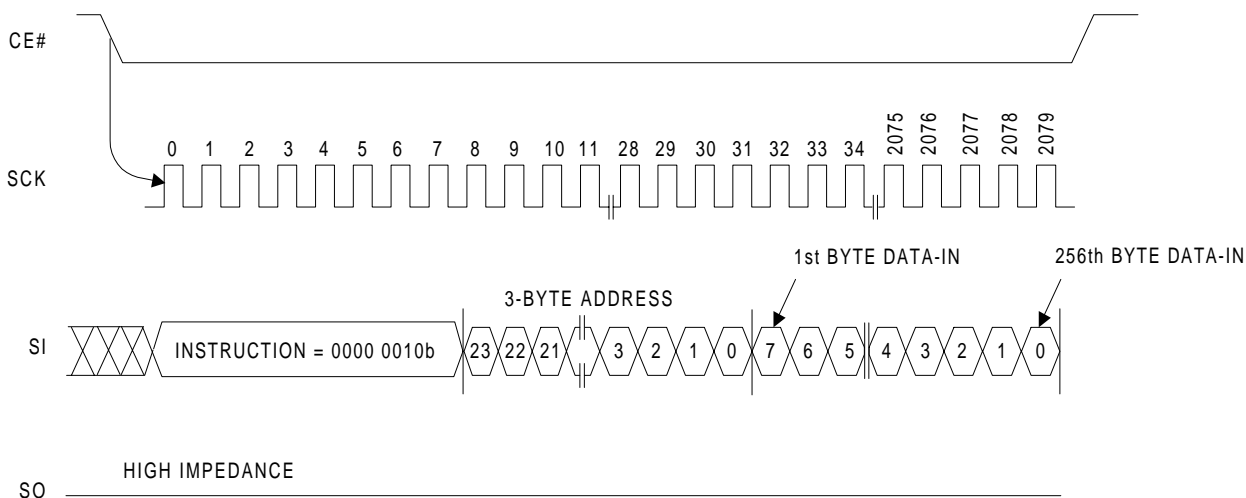 CE#
SCK
0 1 2 3 4 5 6 7 8 9 10 11 28 29 30 31 32 33 34 2075 2076 2077 2078 2079
1st BYTE DATA-IN
256th BYTE DATA-IN
3-BYTE ADDRESS
SI
INSTRUCTION = 0000 0010b 23 22 21 3 2 1 0 7 6 5 4 3 2 1 0
HIGH IMPEDANCE
SO